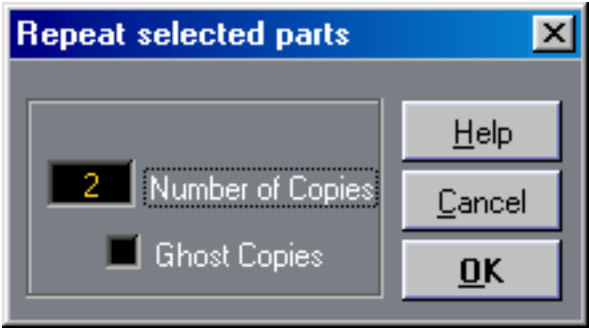 Repeat selected parts
Help
2 Number of Copies
Cancel
Ghost Copies
OK